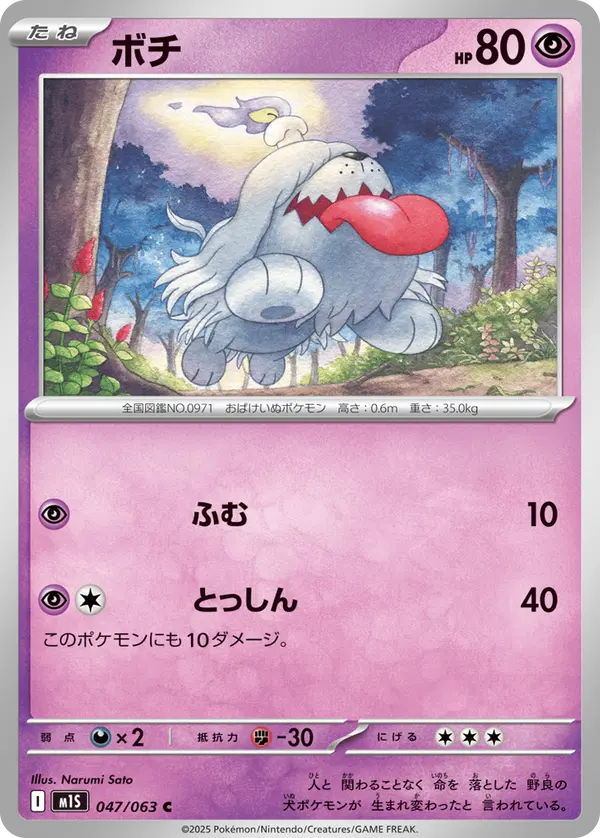 たね ボチ HP80
全国図鑑NO.0971 おばけいぬポケモン 高さ:0.6m 重さ:35.0kg
ふむ 10
とっしん 40
このポケモンにも10ダメージ。
弱点 ×2 抵抗力 -30 にげる
Illus. Narumi Sato
I m1S 047/063 C
人と関わることなく命を落とした野良の
犬ポケモンが生まれ変わったと言われている。
©2025 Pokémon/Nintendo/Creatures/GAME FREAK.